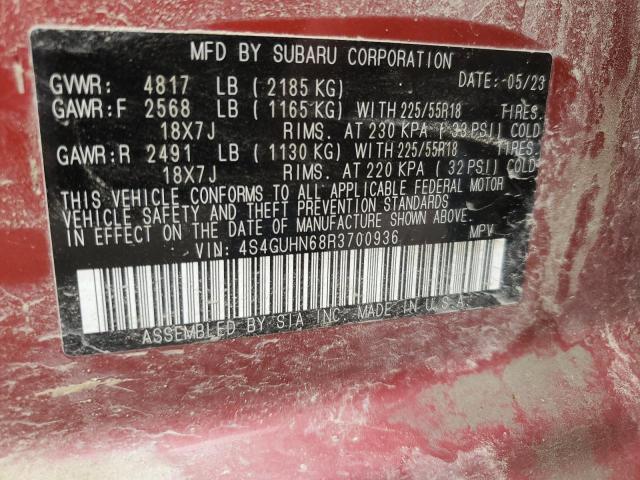 MFD BY SUBARU CORPORATION
GVWR: 4817 LB (2185 KG) DATE: 05/23
GAWR:F 2568 LB (1165 KG) WITH 225/55R18 TIRES.
18X7J RIMS. AT 230 KPA (33 PSI) COLD
GAWR:R 2491 LB (1130 KG) WITH 225/55R18 TIRES.
18X7J RIMS. AT 220 KPA (32 PSI) COLD
THIS VEHICLE CONFORMS TO ALL APPLICABLE FEDERAL MOTOR
VEHICLE SAFETY AND THEFT PREVENTION STANDARDS
IN EFFECT ON THE DATE OF MANUFACTURE SHOWN ABOVE.
VIN: 4S4GUHN68R3700936 MPV
ASSEMBLED BY SIA INC. MADE IN U.S.A.